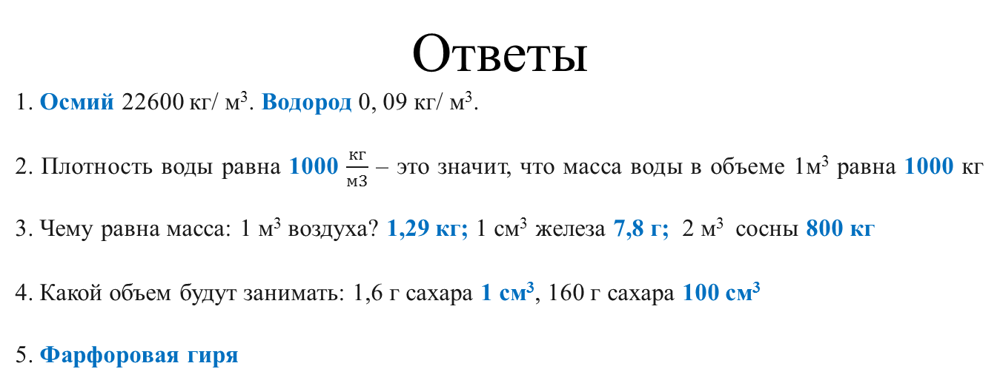 Ответы
1. Осмий 22600 кг/ м³. Водород 0, 09 кг/ м³.
2. Плотность воды равна 1000 кг/м3 – это значит, что масса воды в объеме 1м³ равна 1000 кг
3. Чему равна масса: 1 м³ воздуха? 1,29 кг; 1 см³ железа 7,8 г; 2 м³ сосны 800 кг
4. Какой объем будут занимать: 1,6 г сахара 1 см³, 160 г сахара 100 см³
5. Фарфоровая гиря